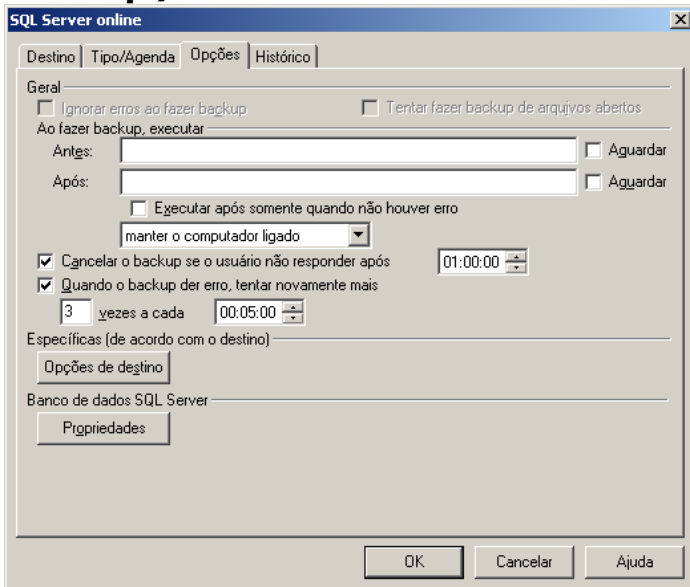 SQL Server online
Destino Tipo/Agenda Opções Histórico
Geral
Ignorar erros ao fazer backup Tentar fazer backup de arquivos abertos
Ao fazer backup, executar
Antes: Aguardar
Após: Aguardar
Executar após somente quando não houver erro
manter o computador ligado
Cancelar o backup se o usuário não responder após 01:00:00
Quando o backup der erro, tentar novamente mais
3 vezes a cada 00:05:00
Específicas (de acordo com o destino)
Opções de destino
Banco de dados SQL Server
Propriedades
OK Cancelar Ajuda